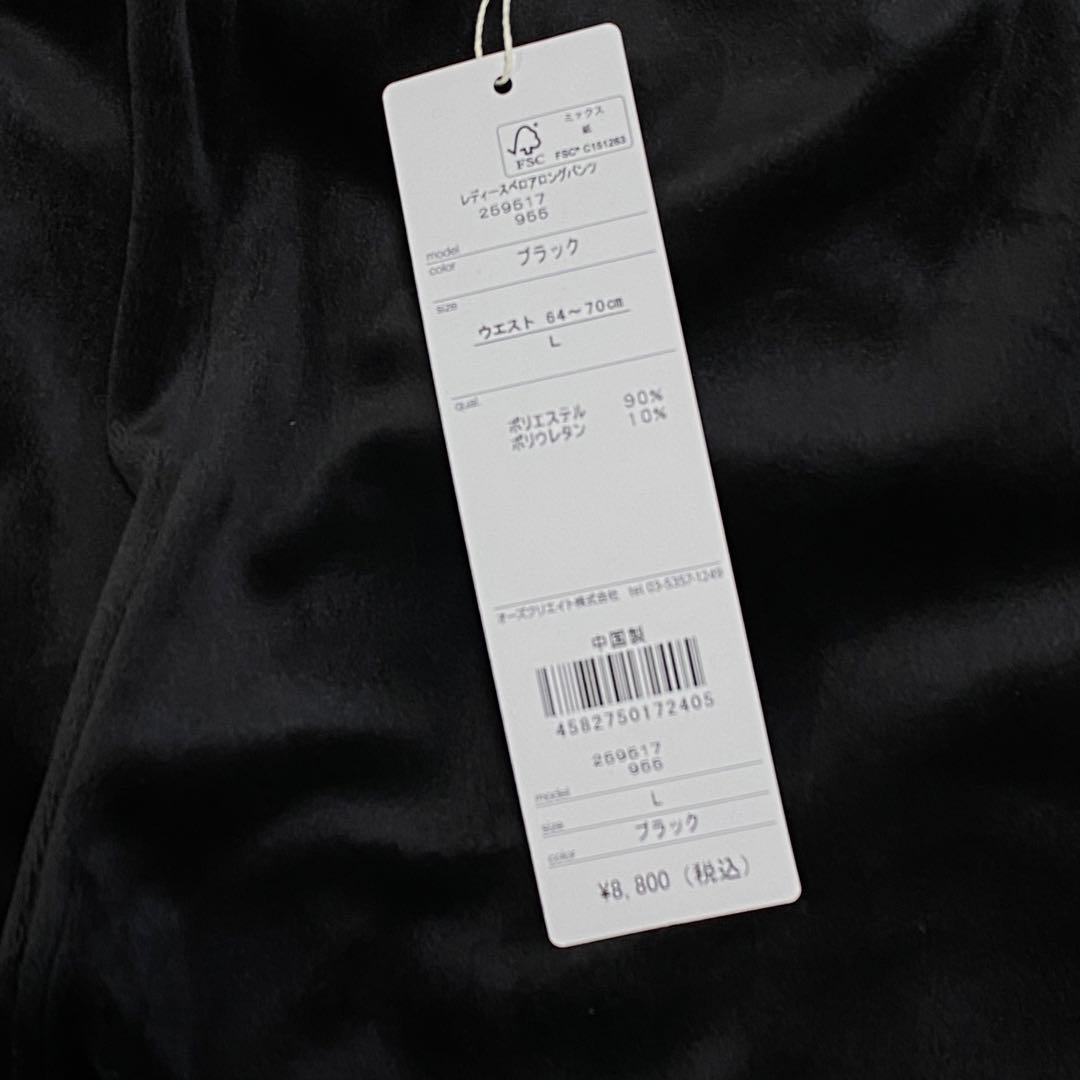 ミックス
紙
FSC
FSC® C151263
レディースベロアロングパンツ
259517
955
model
color ブラック
size
ウエスト 64～70cm
L
qual.
ポリエステル 90%
ポリウレタン 10%
オーズクリエイト株式会社 tel 03-5357-1249
中国製
4582750172405
259517
955
model
L
size
ブラック
color
¥8,800 (税込)